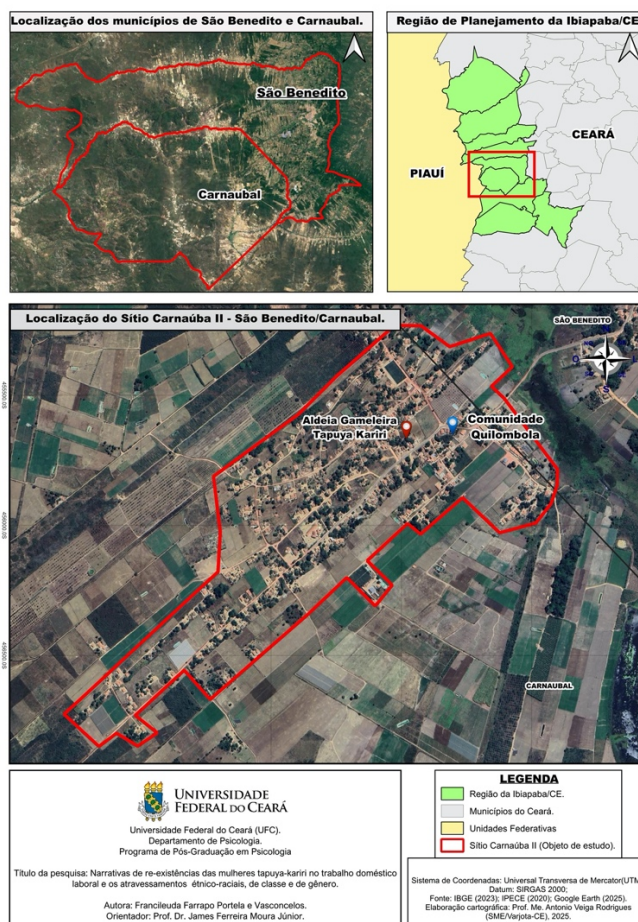 Localização dos municípios de São Benedito e Carnaubal.
São Benedito
Carnaubal
Região de Planejamento da Ibiapaba/CE
CEARÁ
PIAUÍ
Localização do Sítio Carnaúba II - São Benedito/Carnaubal.
SÃO BENEDITO
Aldeia Gameleira
Tapuya Kariri
Comunidade
Quilombola
CARNAUBAL
UNIVERSIDADE
FEDERAL DO CEARÁ
Universidade Federal do Ceará (UFC).
Departamento de Psicologia.
Programa de Pós-Graduação em Psicologia
Título da pesquisa: Narrativas de re-existências das mulheres tapuya-kariri no trabalho doméstico
laboral e os atravessamentos étnico-raciais, de classe e de gênero.
Autora: Francileuda Farrapo Portela e Vasconcelos.
Orientador: Prof. Dr. James Ferreira Moura Júnior.
LEGENDA
Região da Ibiapaba/CE.
Municípios do Ceará.
Unidades Federativas
Sítio Carnaúba II (Objeto de estudo).
Sistema de Coordenadas: Universal Transversa de Mercator(UTM
Datum: SIRGAS 2000;
Fonte: IBGE (2023); IPECE (2020); Google Earth (2025).
Elaboração cartográfica: Prof. Me. Antonio Veiga Rodrigues
(SME/Varjota-CE), 2025.